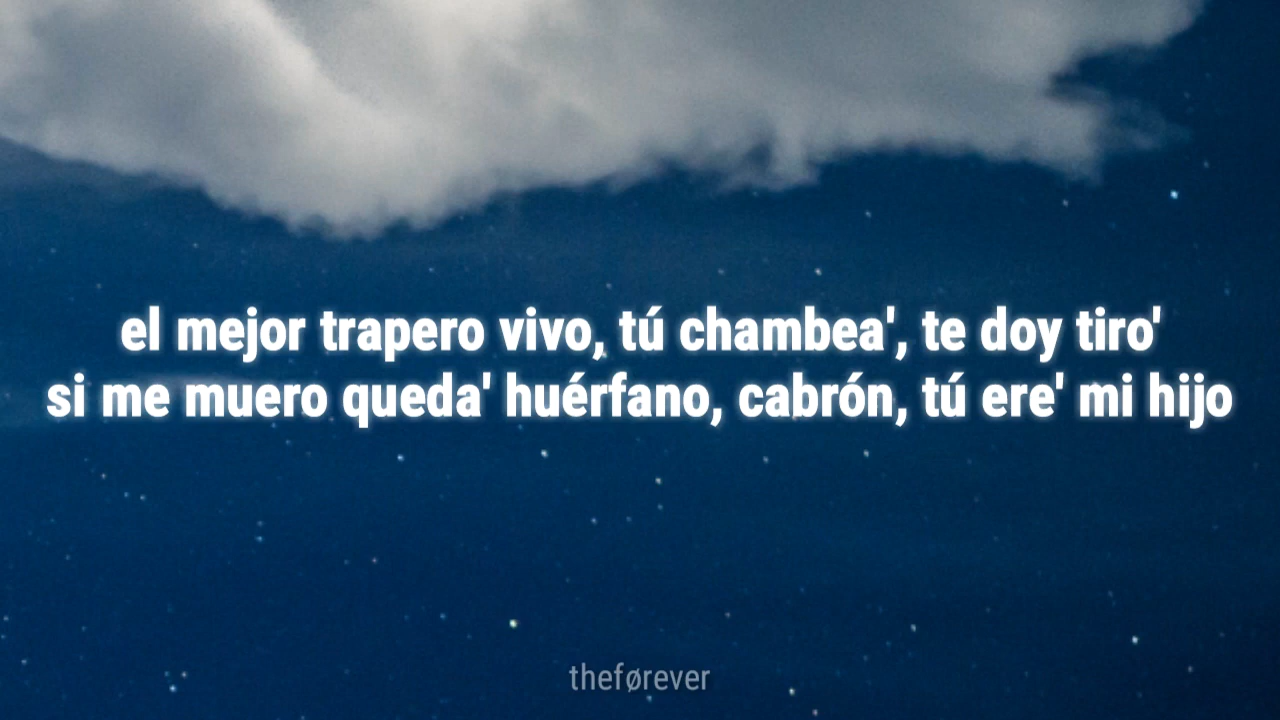 el mejor trapero vivo, tú chambea', te doy tiro'
si me muero queda' huérfano, cabrón, tú ere' mi hijo
theførever